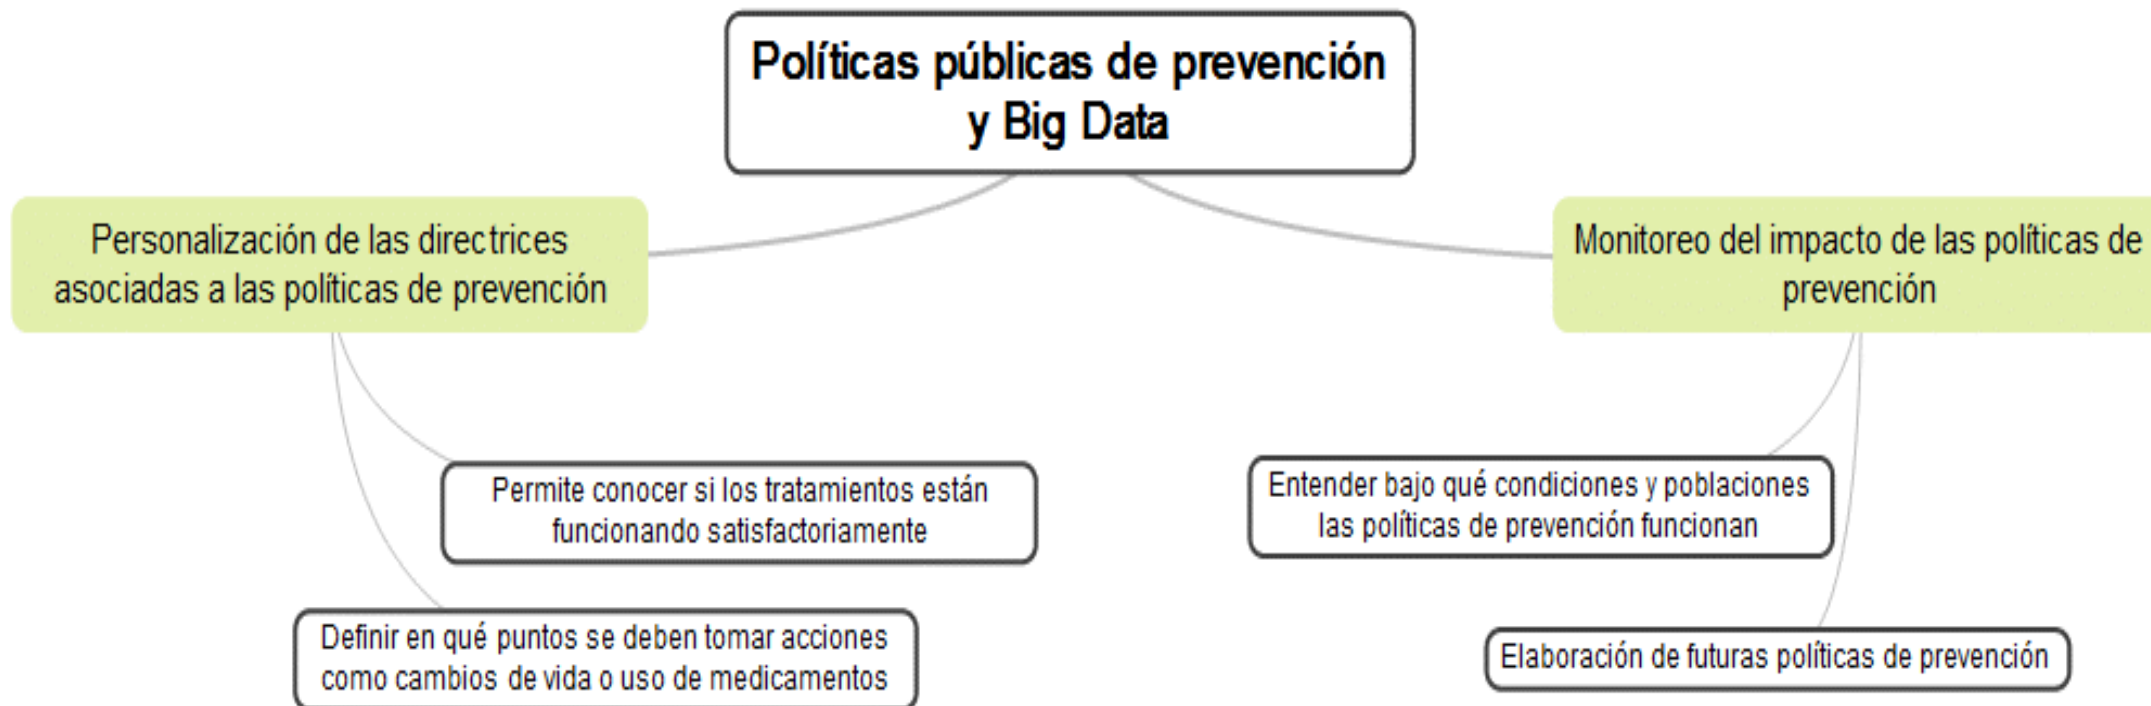 Políticas públicas de prevención
y Big Data
Personalización de las directrices
asociadas a las políticas de prevención
Monitoreo del impacto de las políticas de
prevención
Permite conocer si los tratamientos están
funcionando satisfactoriamente
Entender bajo qué condiciones y poblaciones
las políticas de prevención funcionan
Definir en qué puntos se deben tomar acciones
como cambios de vida o uso de medicamentos
Elaboración de futuras políticas de prevención